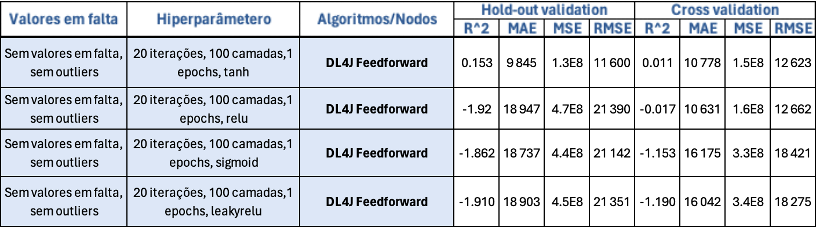 Valores em falta Hiperparâmetero Algoritmos/Nodos Hold-out validation Cross validation
R^2 MAE MSE RMSE R^2 MAE MSE RMSE
Sem valores em falta, 20 iterações, 100 camadas,1
sem outliers epochs, tanh DL4J Feedforward 0.153 9 845 1.3E8 11 600 0.011 10 778 1.5E8 12 623
Sem valores em falta, 20 iterações, 100 camadas,1
sem outliers epochs, relu DL4J Feedforward -1.92 18 947 4.7E8 21 390 -0.017 10 631 1.6E8 12 662
Sem valores em falta, 20 iterações, 100 camadas,1
sem outliers epochs, sigmoid DL4J Feedforward -1.862 18 737 4.4E8 21 142 -1.153 16 175 3.3E8 18 421
Sem valores em falta, 20 iterações, 100 camadas,1
sem outliers epochs, leakyrelu DL4J Feedforward -1.910 18 903 4.5E8 21 351 -1.190 16 042 3.4E8 18 275